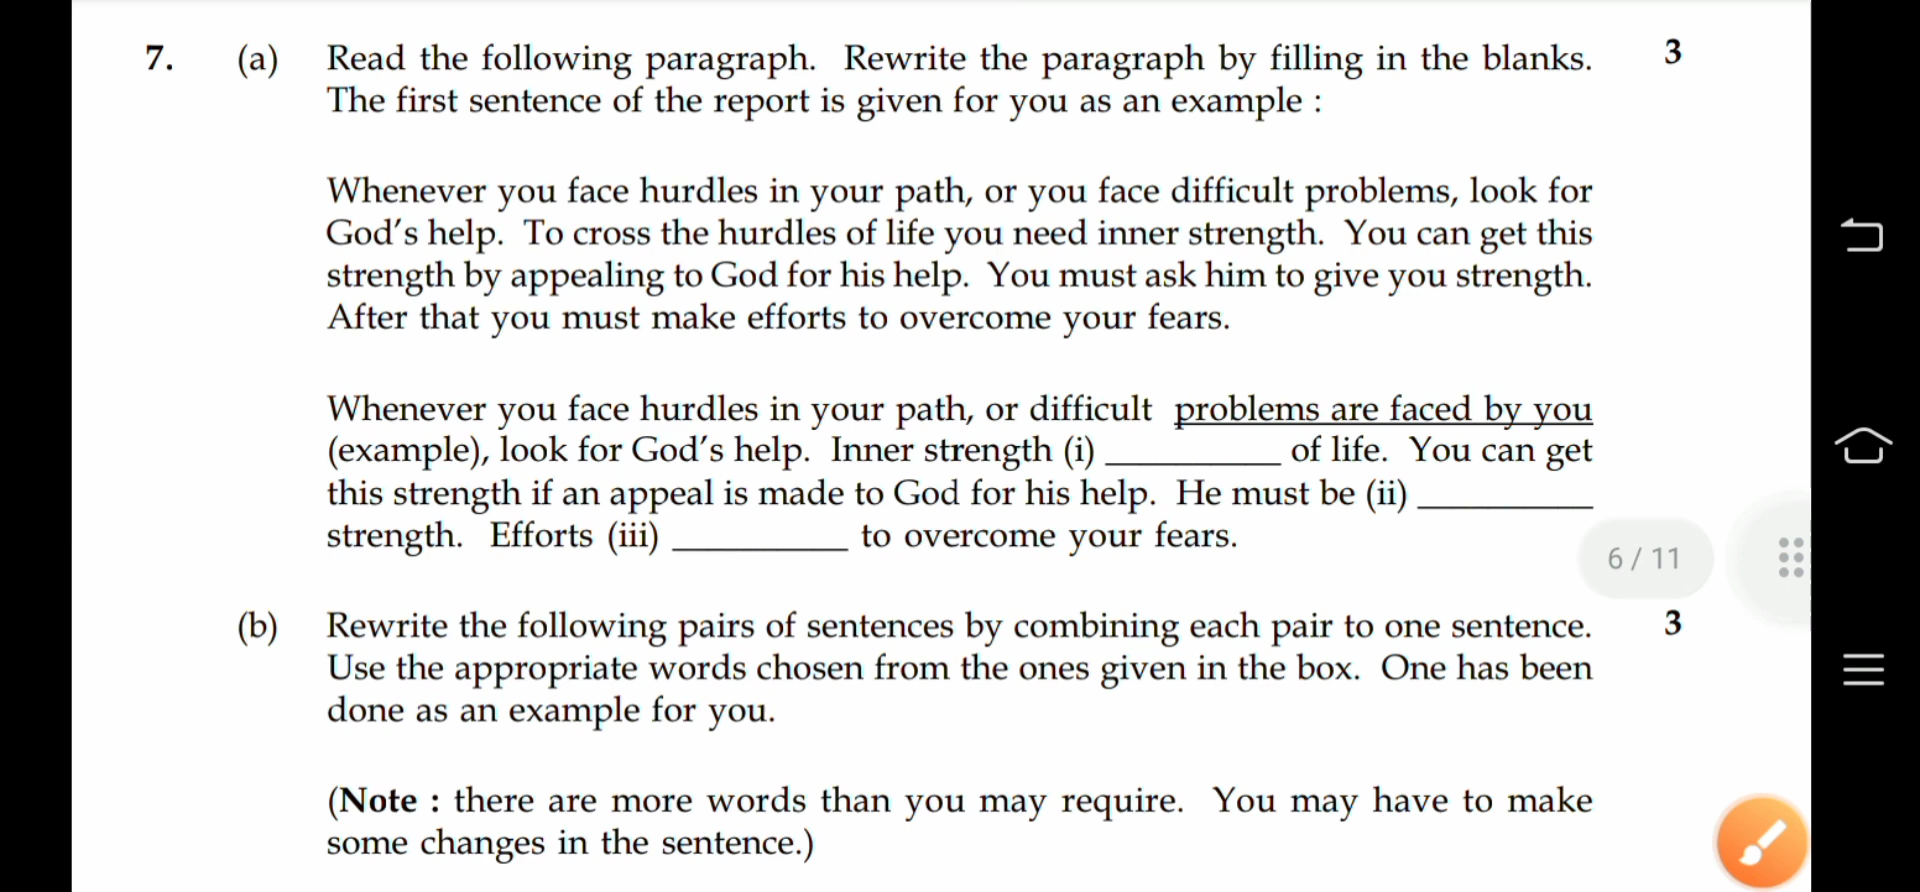 7. (a) Read the following paragraph. Rewrite the paragraph by filling in the blanks. 3
The first sentence of the report is given for you as an example :
Whenever you face hurdles in your path, or you face difficult problems, look for
God's help. To cross the hurdles of life you need inner strength. You can get this
strength by appealing to God for his help. You must ask him to give you strength.
After that you must make efforts to overcome your fears.
Whenever you face hurdles in your path, or difficult problems are faced by you
(example), look for God's help. Inner strength (i) __________ of life. You can get
this strength if an appeal is made to God for his help. He must be (ii) __________
strength. Efforts (iii) __________ to overcome your fears.
6 / 11
(b) Rewrite the following pairs of sentences by combining each pair to one sentence. 3
Use the appropriate words chosen from the ones given in the box. One has been
done as an example for you.
(Note : there are more words than you may require. You may have to make
some changes in the sentence.)